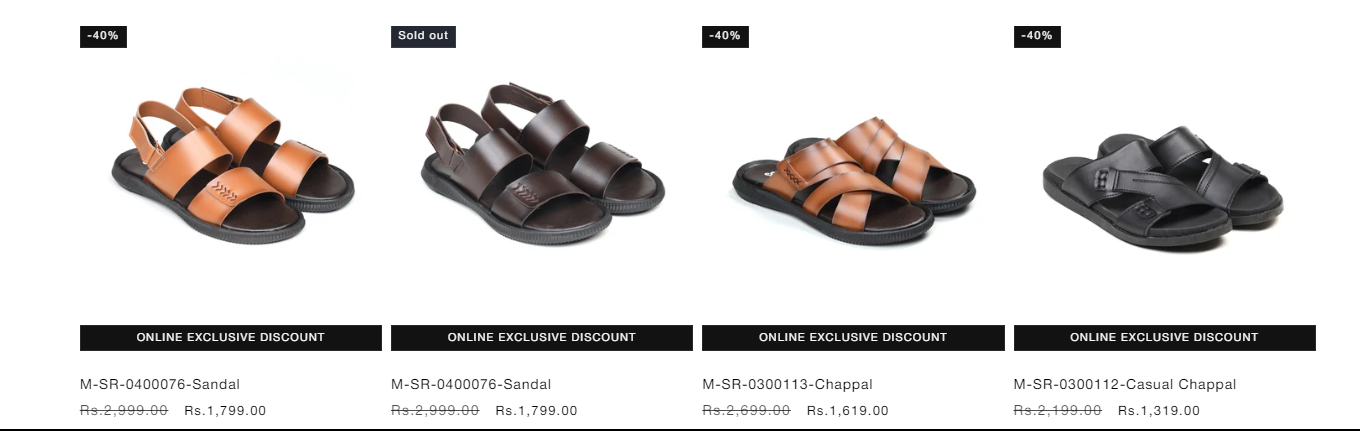 -40%
Sold out
-40%
-40%
ONLINE EXCLUSIVE DISCOUNT
ONLINE EXCLUSIVE DISCOUNT
ONLINE EXCLUSIVE DISCOUNT
ONLINE EXCLUSIVE DISCOUNT
M-SR-0400076-Sandal
M-SR-0400076-Sandal
M-SR-0300113-Chappal
M-SR-0300112-Casual Chappal
Rs.2,999.00 Rs.1,799.00
Rs.2,999.00 Rs.1,799.00
Rs.2,699.00 Rs.1,619.00
Rs.2,199.00 Rs.1,319.00